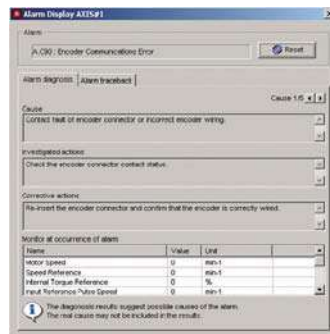 Alarm Display AXIS#1
Alarm
A.C90 : Encoder Communications Error
Reset
Alarm diagnosis
Alarm traceback
Cause 1/5
Cause
Contact fault of encoder connector or incorrect encoder wiring.
Investigated actions
Check the encoder connector contact status.
Corrective actions
Re-insert the encoder connector and confirm that the encoder is correctly wired.
Monitor at occurrence of alarm
Name Value Unit
Motor Speed 0 min-1
Speed Reference 0 min-1
Internal Torque Reference 0 %
Input Reference Pulse Speed 0 min-1
The diagnosis results suggest possible causes of the alarm.
The real cause may not be included in the results.